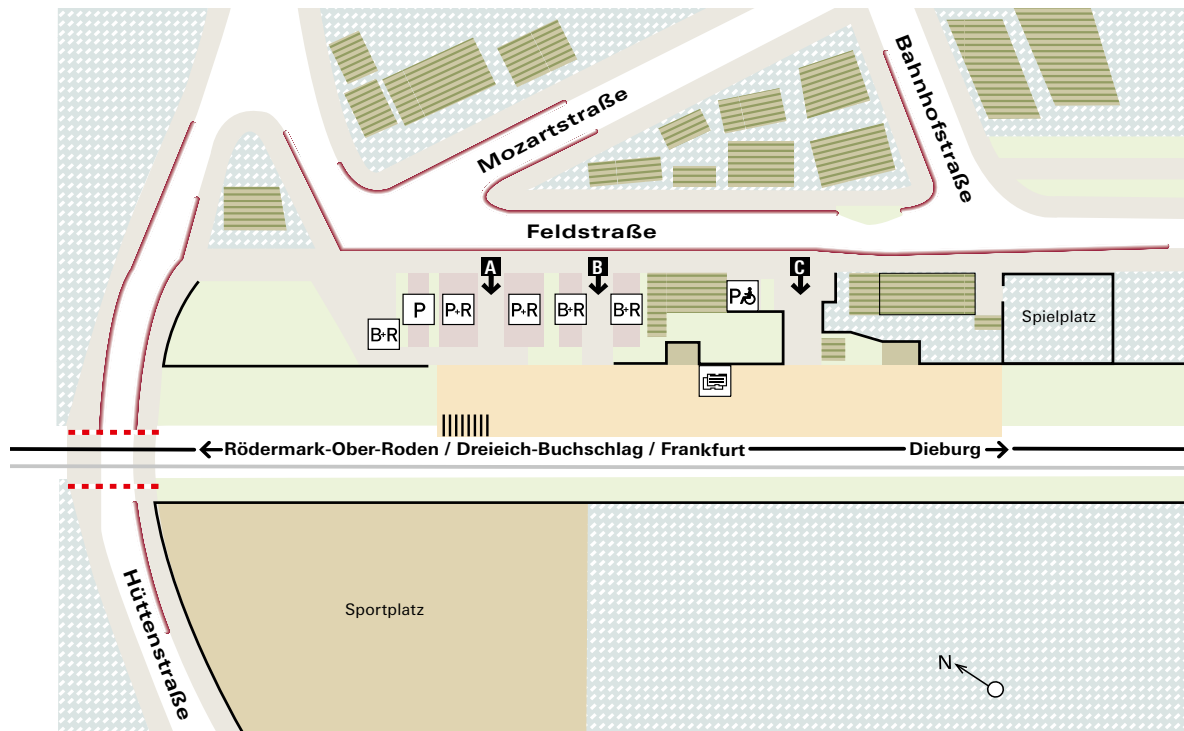 Bahnhofstraße
Mozartstraße
Feldstraße
A
B
C
P
P+R
P+R
B+R
B+R
P
B+R
Spielplatz
Rödermark-Ober-Roden / Dreieich-Buchschlag / Frankfurt
Dieburg
Hüttenstraße
Sportplatz
N